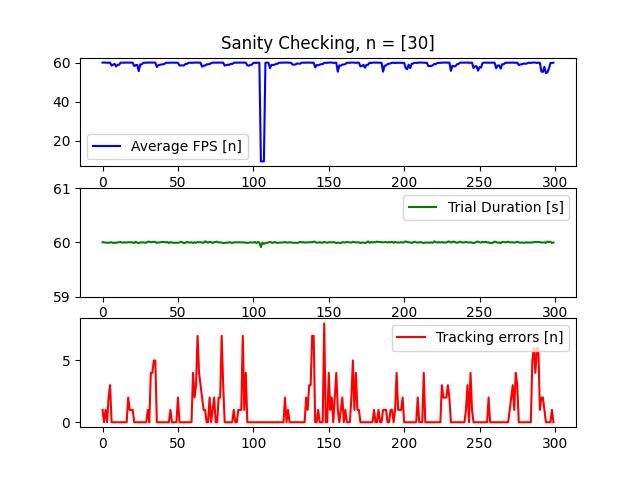 Sanity Checking, n = [30]
60
40
20
Average FPS [n]
0 50 100 150 200 250 300
61
60
59
Trial Duration [s]
0 50 100 150 200 250 300
5
0
Tracking errors [n]
0 50 100 150 200 250 300